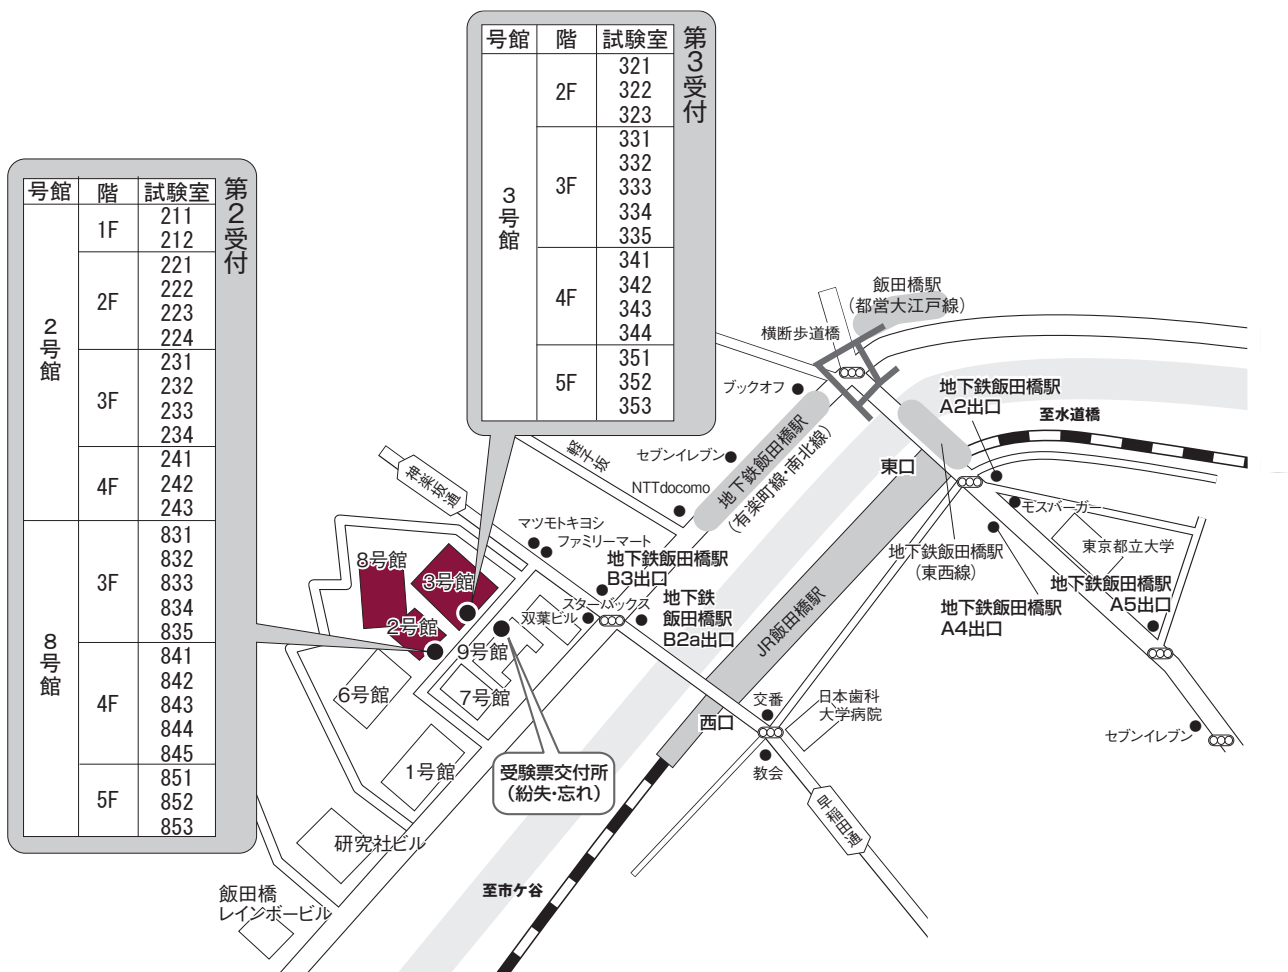 号館 階 試験室
3号館
2F
321
322
323
3F
331
332
333
334
335
4F
341
342
343
344
5F
351
352
353
第3受付
号館 階 試験室
2号館
1F
211
212
2F
221
222
223
224
3F
231
232
233
234
4F
241
242
243
8号館
3F
831
832
833
834
835
4F
841
842
843
844
845
5F
851
852
853
第2受付
飯田橋駅
（都営大江戸線）
横断歩道橋
ブックオフ
地下鉄飯田橋駅
A2出口
至水道橋
地下鉄飯田橋駅
（有楽町線・南北線）
東口
軽子坂
セブンイレブン
神楽坂通
NTTdocomo
モスバーガー
マツモトキヨシ
ファミリーマート
地下鉄飯田橋駅
B3出口
地下鉄飯田橋駅
（東西線）
東京都立大学
地下鉄飯田橋駅
A5出口
地下鉄飯田橋駅
A4出口
8号館
3号館
2号館
スターバックス
双葉ビル
地下鉄
飯田橋駅
B2a出口
JR飯田橋駅
9号館
6号館
7号館
交番
日本歯科
大学病院
西口
セブンイレブン
1号館
受験票交付所
（紛失・忘れ）
教会
早稲田通
研究社ビル
至市ケ谷
飯田橋
レインボービル